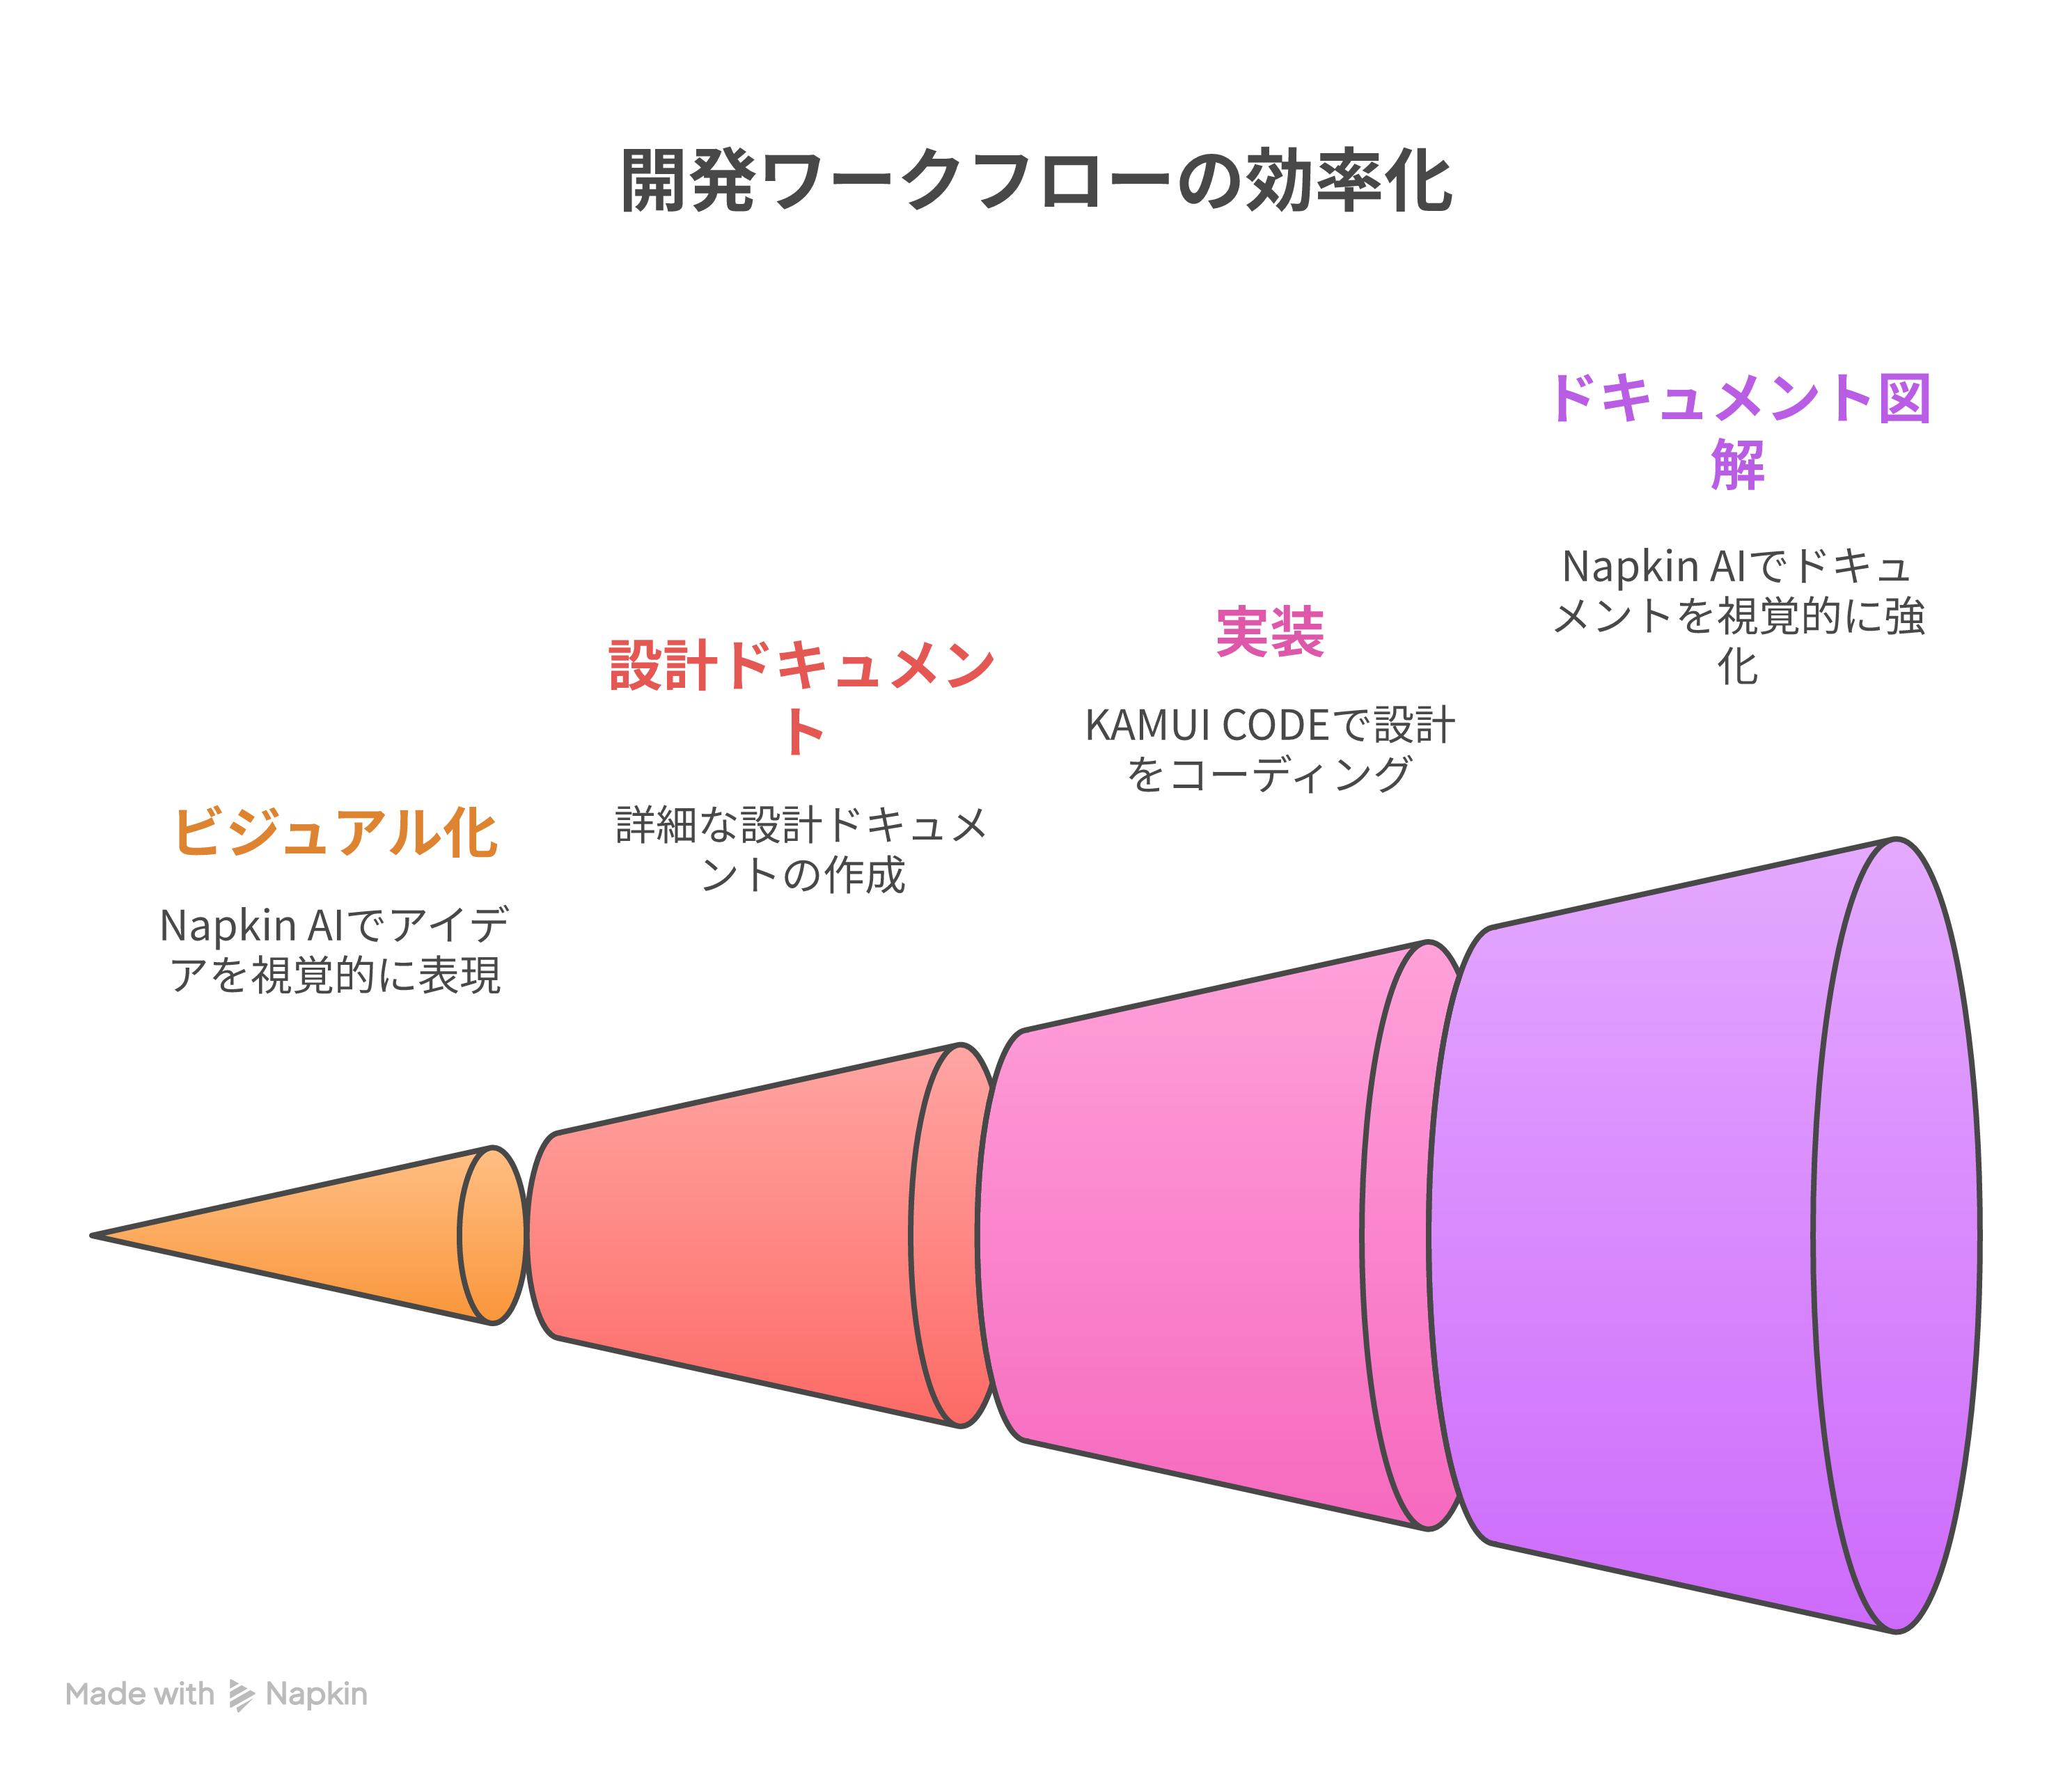 開発ワークフローの効率化
ビジュアル化
Napkin AIでアイデ
アを視覚的に表現
設計ドキュメン
ト
詳細な設計ドキュメ
ントの作成
実装
KAMUI CODEで設計
をコーディング
ドキュメント図
解
Napkin AIでドキュ
メントを視覚的に強
化
Made with Napkin